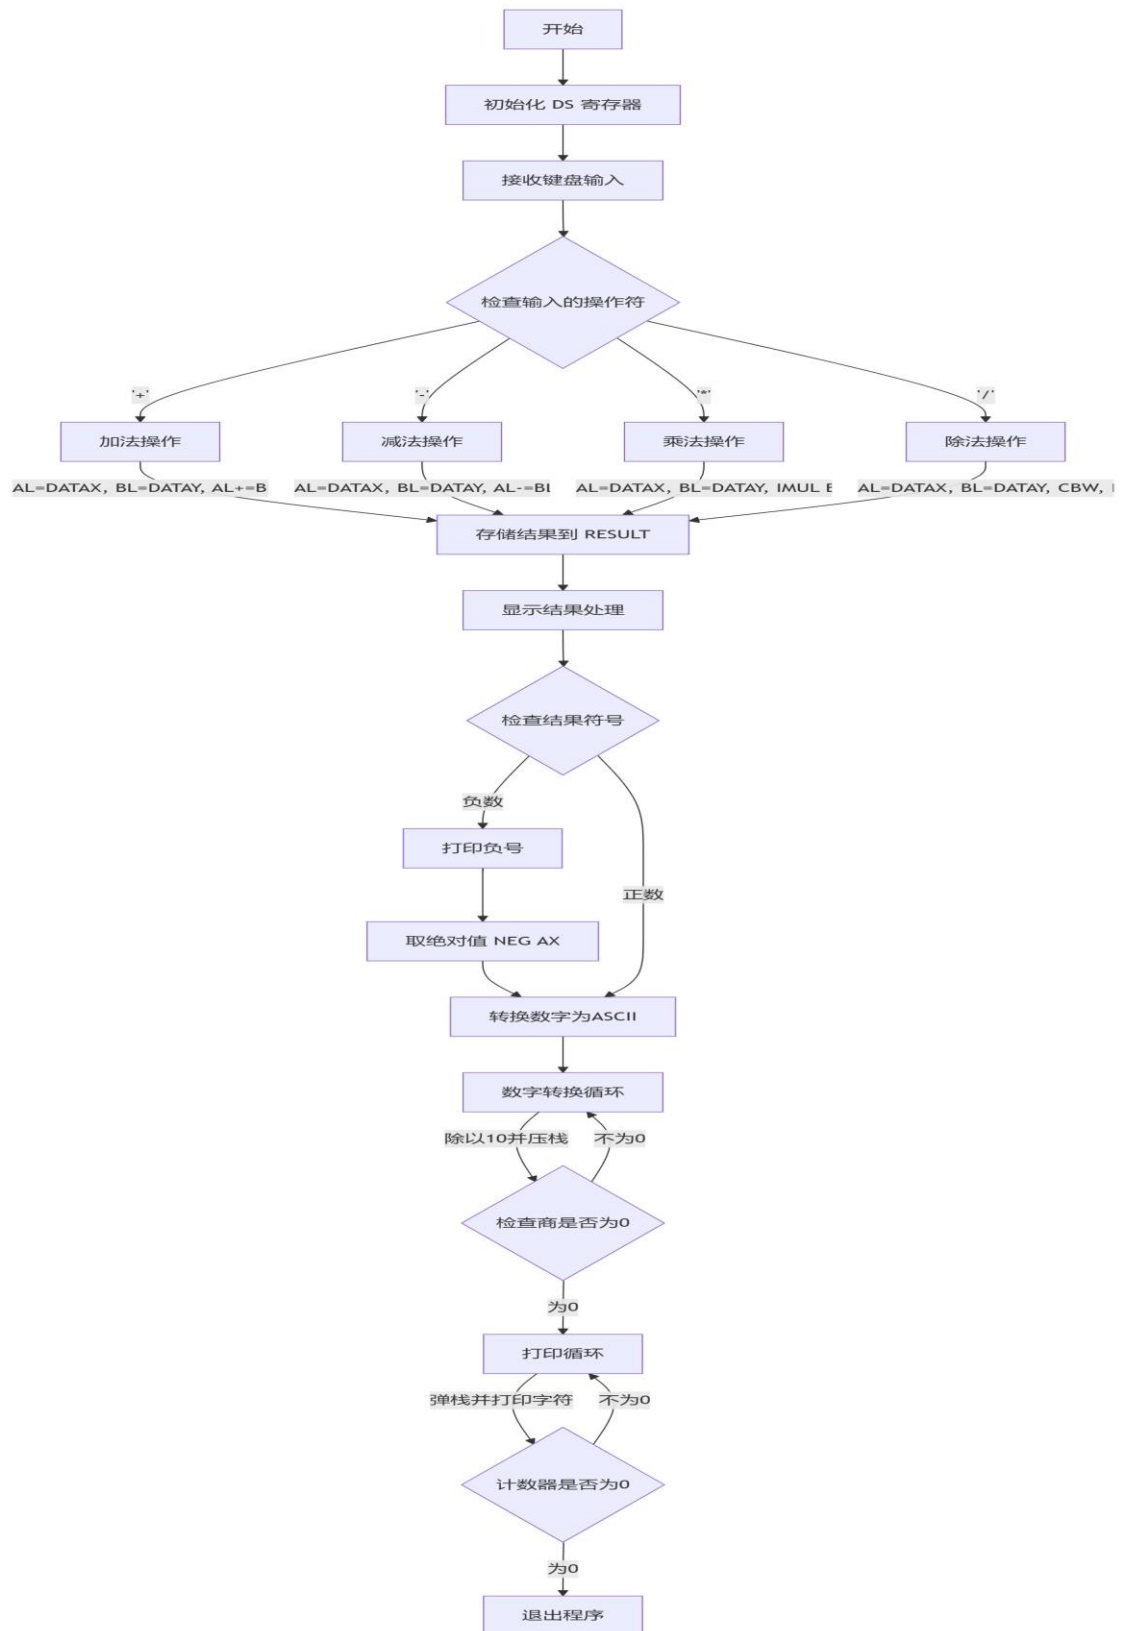 开始
初始化 DS 寄存器
接收键盘输入
检查输入的操作符
'+'
'-'
'*'
'/'
加法操作
减法操作
乘法操作
除法操作
AL=DATAX, BL=DATAY, AL+=B
AL=DATAX, BL=DATAY, AL-=BL
AL=DATAX, BL=DATAY, IMUL
AL=DATAX, BL=DATAY, CBW,
存储结果到 RESULT
显示结果处理
检查结果符号
负数
打印负号
正数
取绝对值 NEG AX
转换数字为ASCII
数字转换循环
除以10并压栈
不为0
检查商是否为0
为0
打印循环
弹栈并打印字符
不为0
计数器是否为0
为0
退出程序